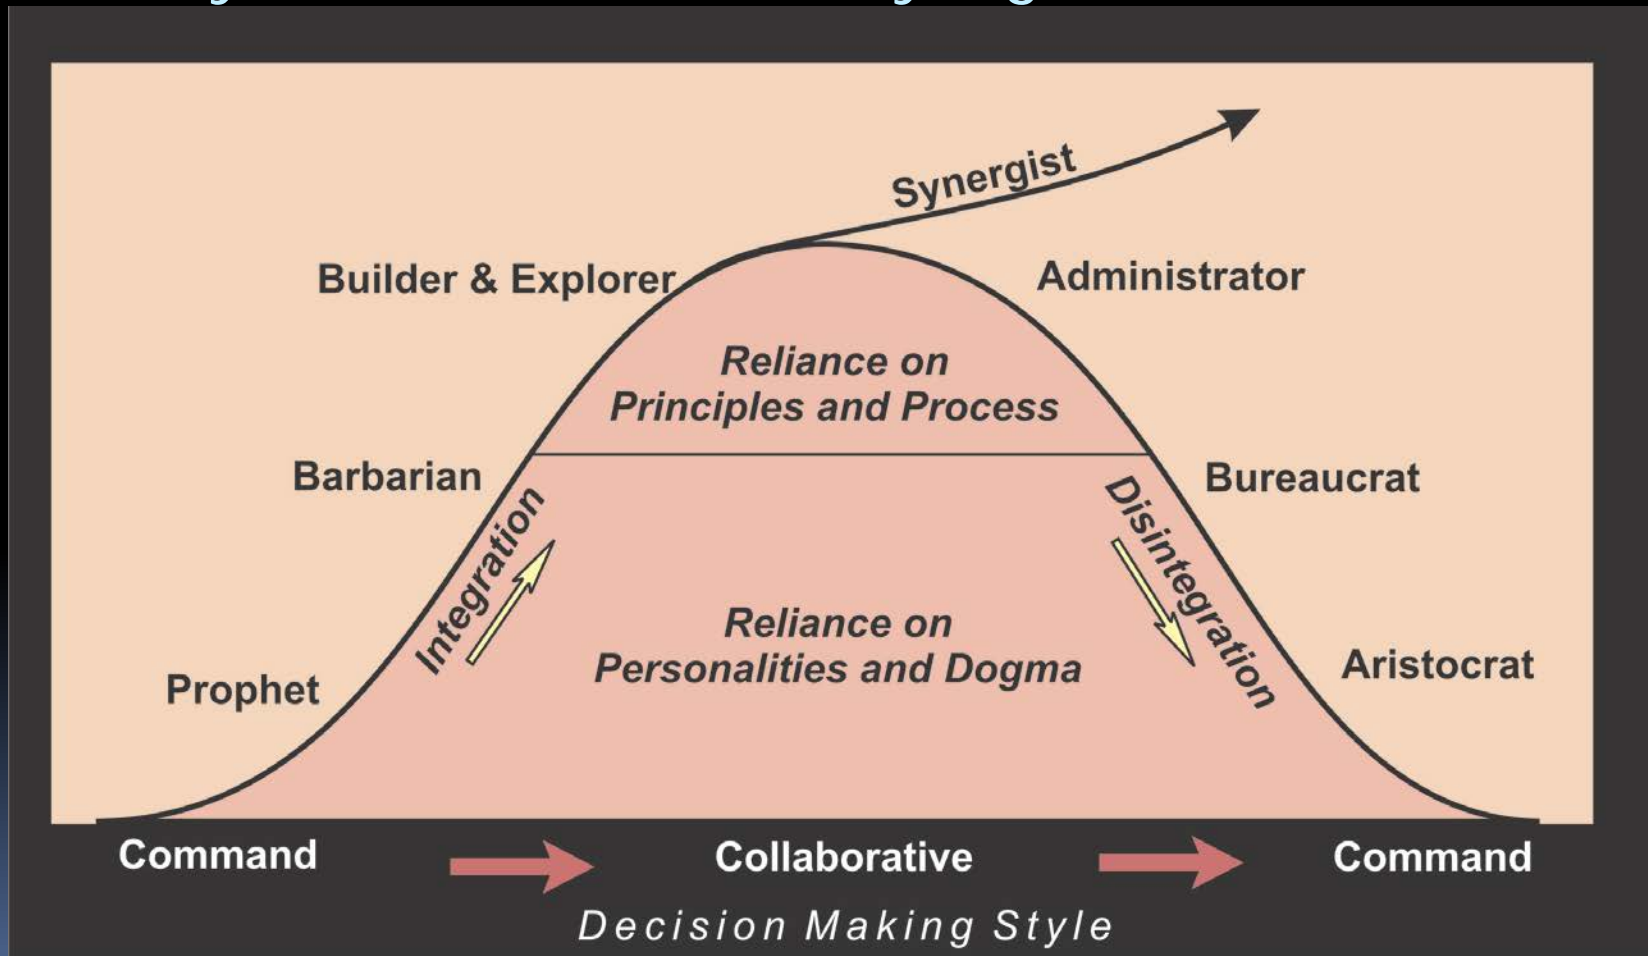 Synergist
Builder & Explorer
Administrator
Reliance on
Principles and Process
Barbarian
Bureaucrat
Integration
Disintegration
Reliance on
Personalities and Dogma
Prophet
Aristocrat
Command
Collaborative
Command
Decision Making Style